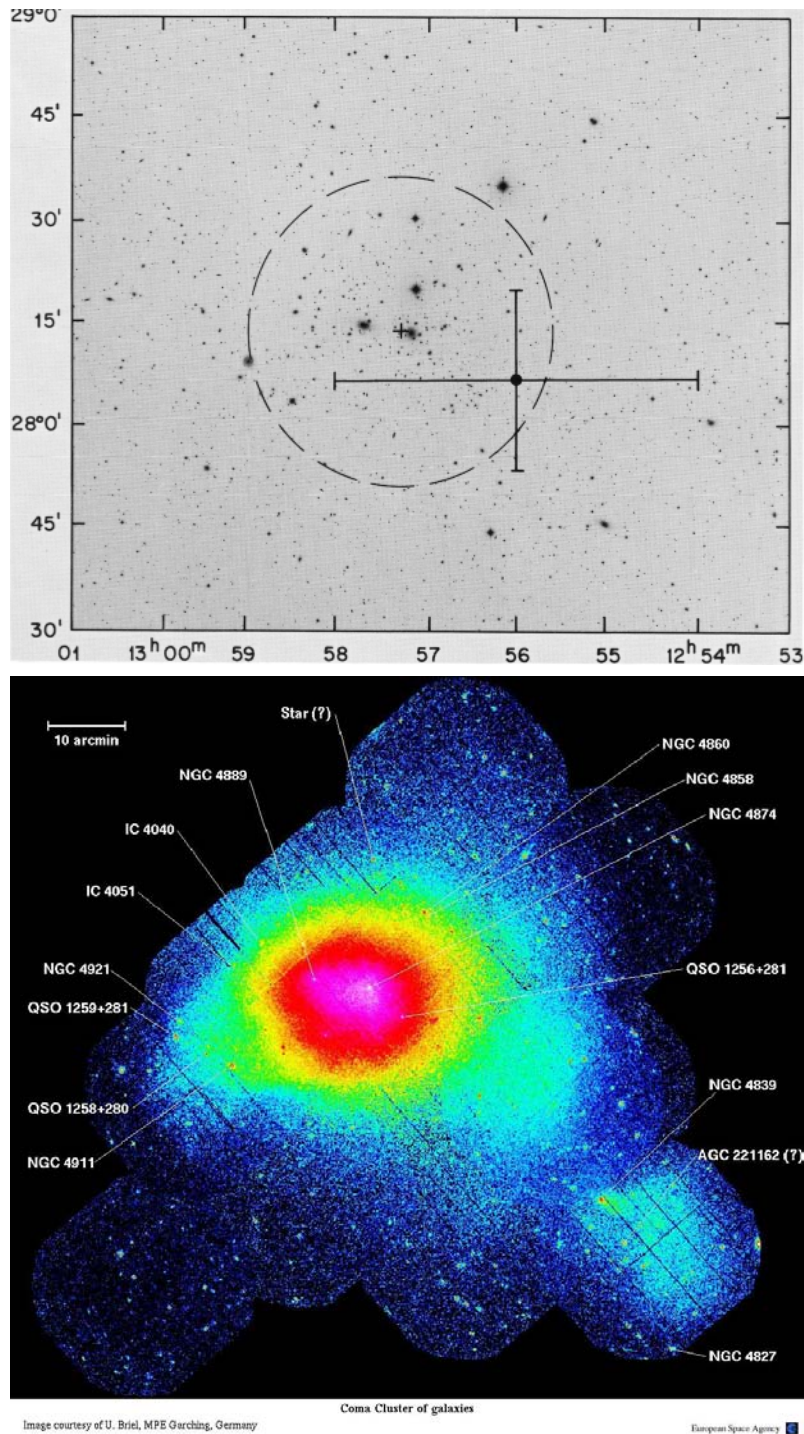 29°0'
45'
30'
15'
28°0'
45'
30'
01 13ʰ00ᵐ 59 58 57 56 55 12ʰ54ᵐ 53
10 arcmin
Star (?)
NGC 4889
IC 4040
IC 4051
NGC 4921
QSO 1259+281
QSO 1258+280
NGC 4911
NGC 4860
NGC 4858
NGC 4874
QSO 1256+281
NGC 4839
AGC 221162 (?)
NGC 4827
Coma Cluster of galaxies
Image courtesy of U. Briel, MPE Garching, Germany
European Space Agency